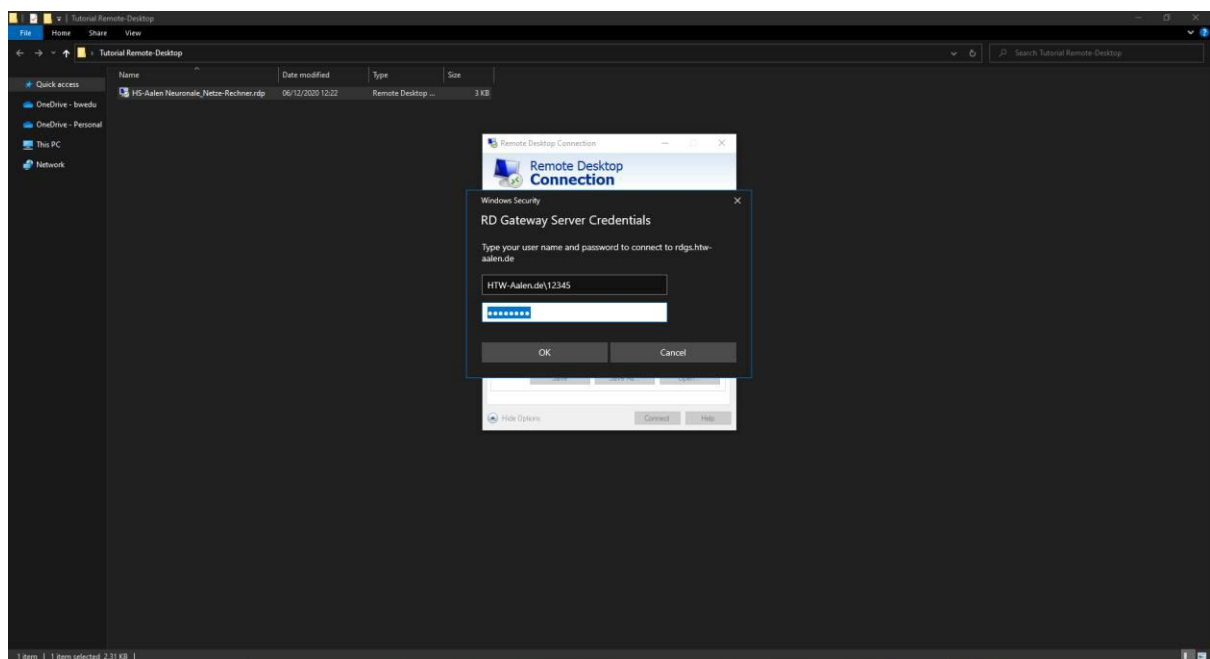 Tutorial Remote-Desktop
File Home Share View
Tutorial Remote-Desktop
Search Tutorial Remote-Desktop
Name Date modified Type Size
Quick access
HS-Aalen Neuronale_Netze-Rechner.rdp 06/12/2020 12:22 Remote Desktop ... 3 KB
OneDrive - bwedu
OneDrive - Personal
This PC
Network
Remote Desktop Connection
Remote Desktop
Connection
Windows Security
RD Gateway Server Credentials
Type your user name and password to connect to rdgs.htw-
aalen.de
HTW-Aalen.de\12345
OK Cancel
Save Save As... Open...
Hide Options Connect Help
1 item 1 item selected 2.31 KB